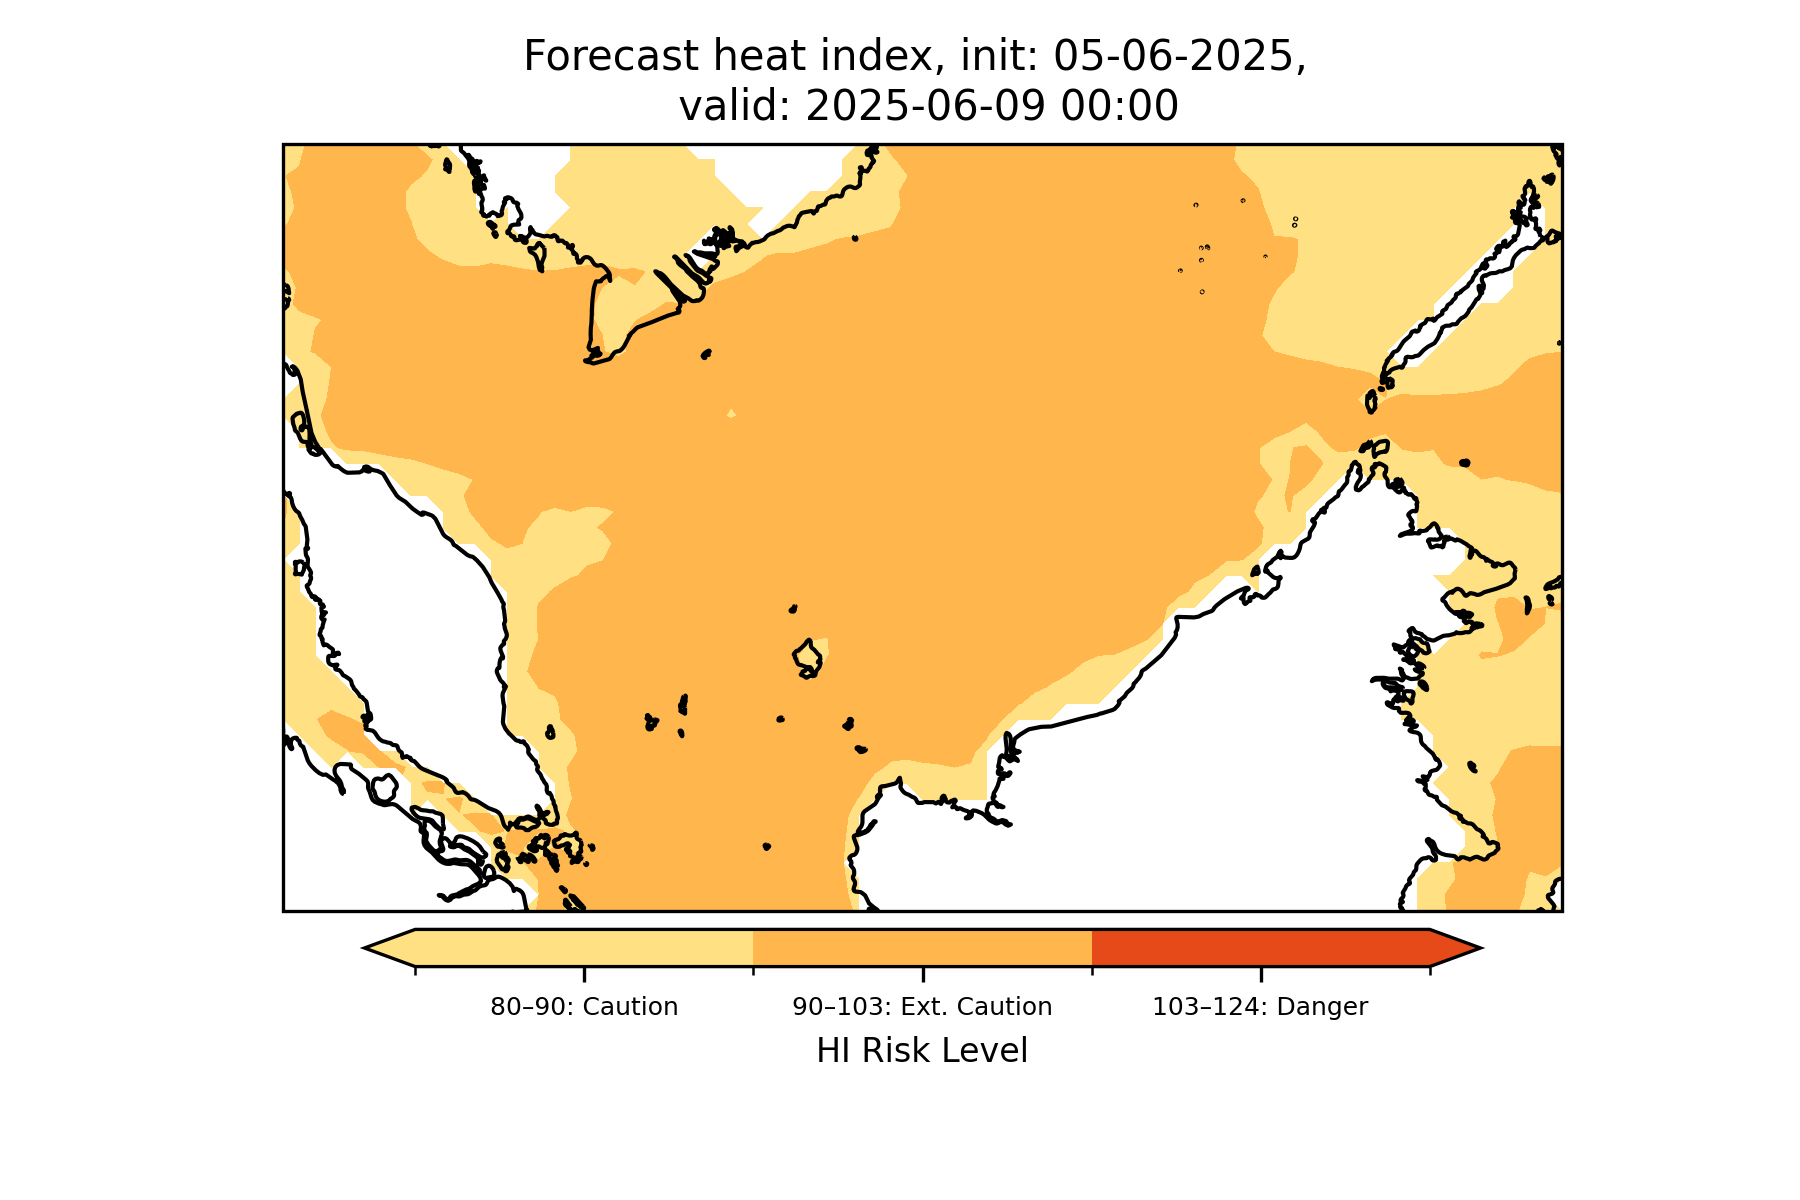 Forecast heat index, init: 05-06-2025,
valid: 2025-06-09 00:00
80–90: Caution
90–103: Ext. Caution
103–124: Danger
HI Risk Level